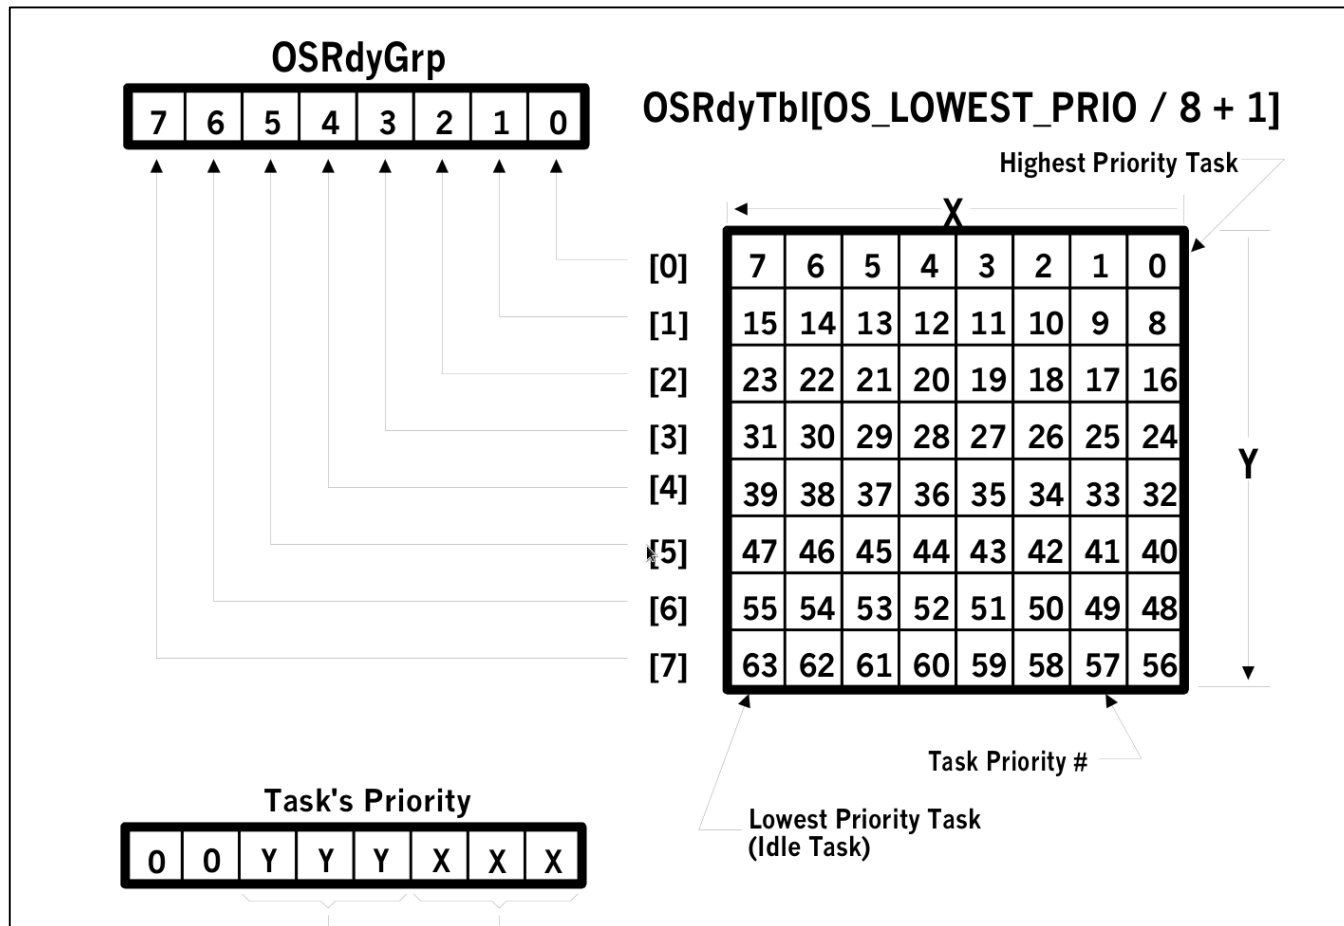 OSRdyGrp
7 6 5 4 3 2 1 0
OSRdyTbl[OS_LOWEST_PRIO / 8 + 1]
Highest Priority Task
X
[0] 7 6 5 4 3 2 1 0
[1] 15 14 13 12 11 10 9 8
[2] 23 22 21 20 19 18 17 16
[3] 31 30 29 28 27 26 25 24
[4] 39 38 37 36 35 34 33 32
[5] 47 46 45 44 43 42 41 40
[6] 55 54 53 52 51 50 49 48
[7] 63 62 61 60 59 58 57 56
Y
Task Priority #
Lowest Priority Task
(Idle Task)
Task's Priority
0 0 Y Y Y X X X